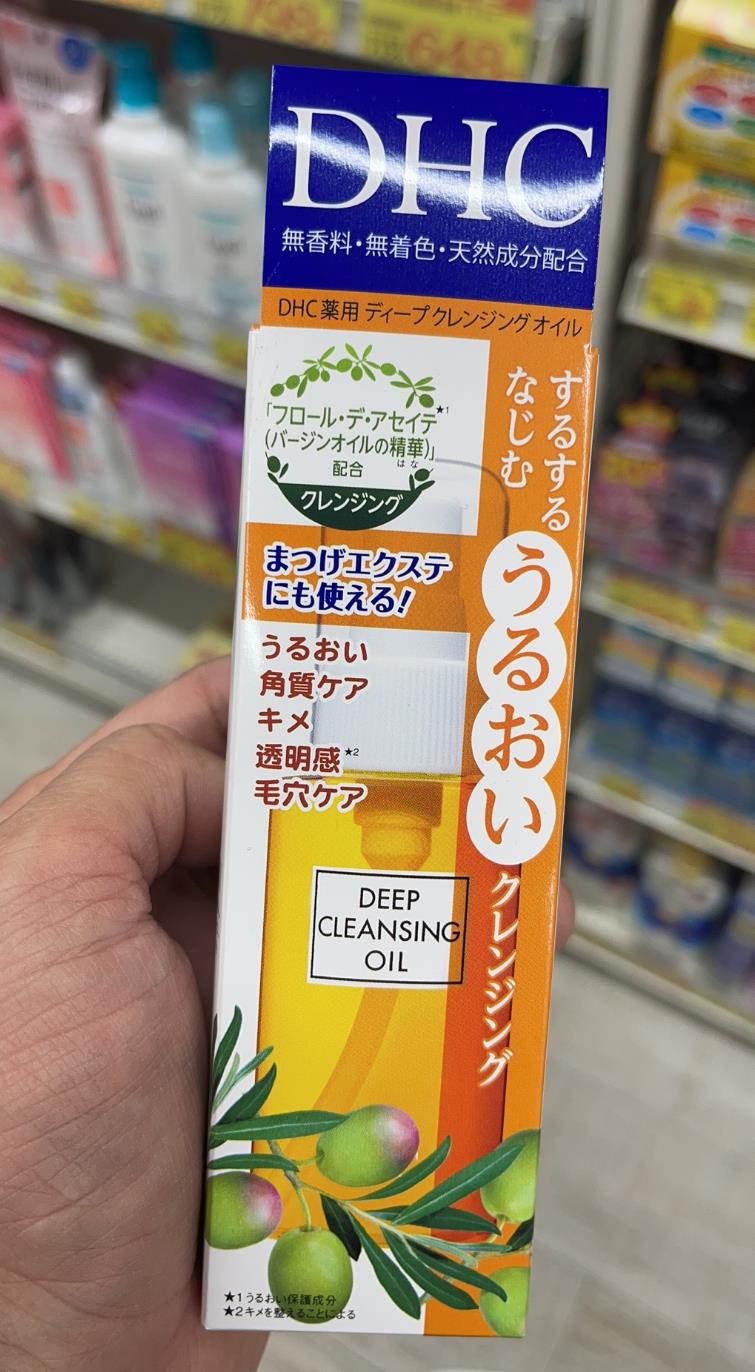 DHC
無香料・無着色・天然成分配合
DHC薬用 ディープクレンジングオイル
「フロール・デ・アセイテ★1
(バージンオイルの精華)」
はな
配合
クレンジング
するする
なじむ
うるおい
クレンジング
まつげエクステ
にも使える!
うるおい
角質ケア
キメ
透明感★2
毛穴ケア
DEEP
CLEANSING
OIL
★1うるおい保護成分
★2キメを整えることによる